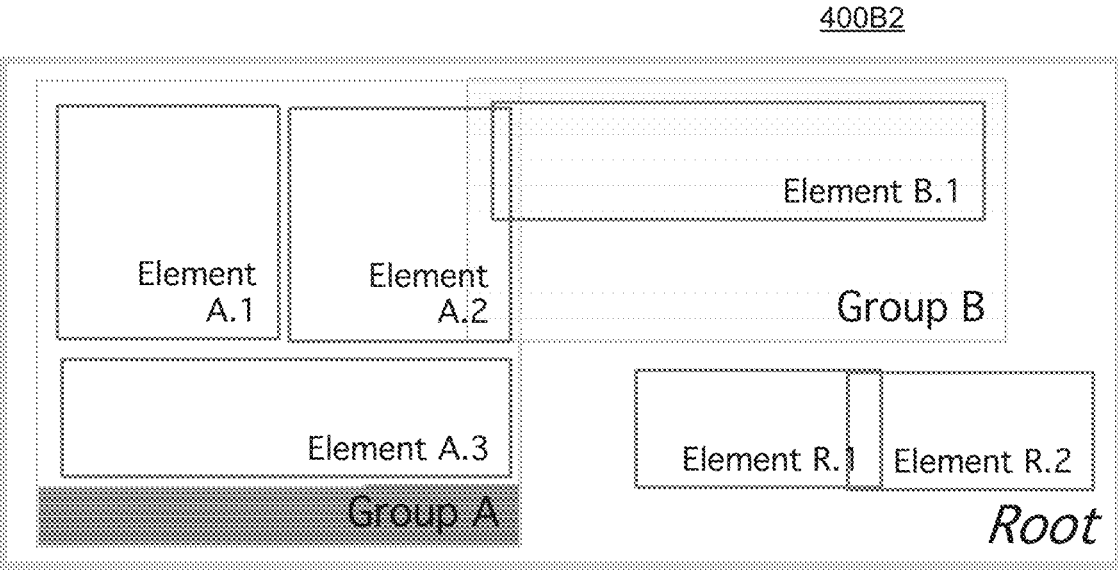 400B2
Element B.1
Element
A.1
Element
A.2
Group B
Element A.3
Element R.1
Element R.2
Group A
Root